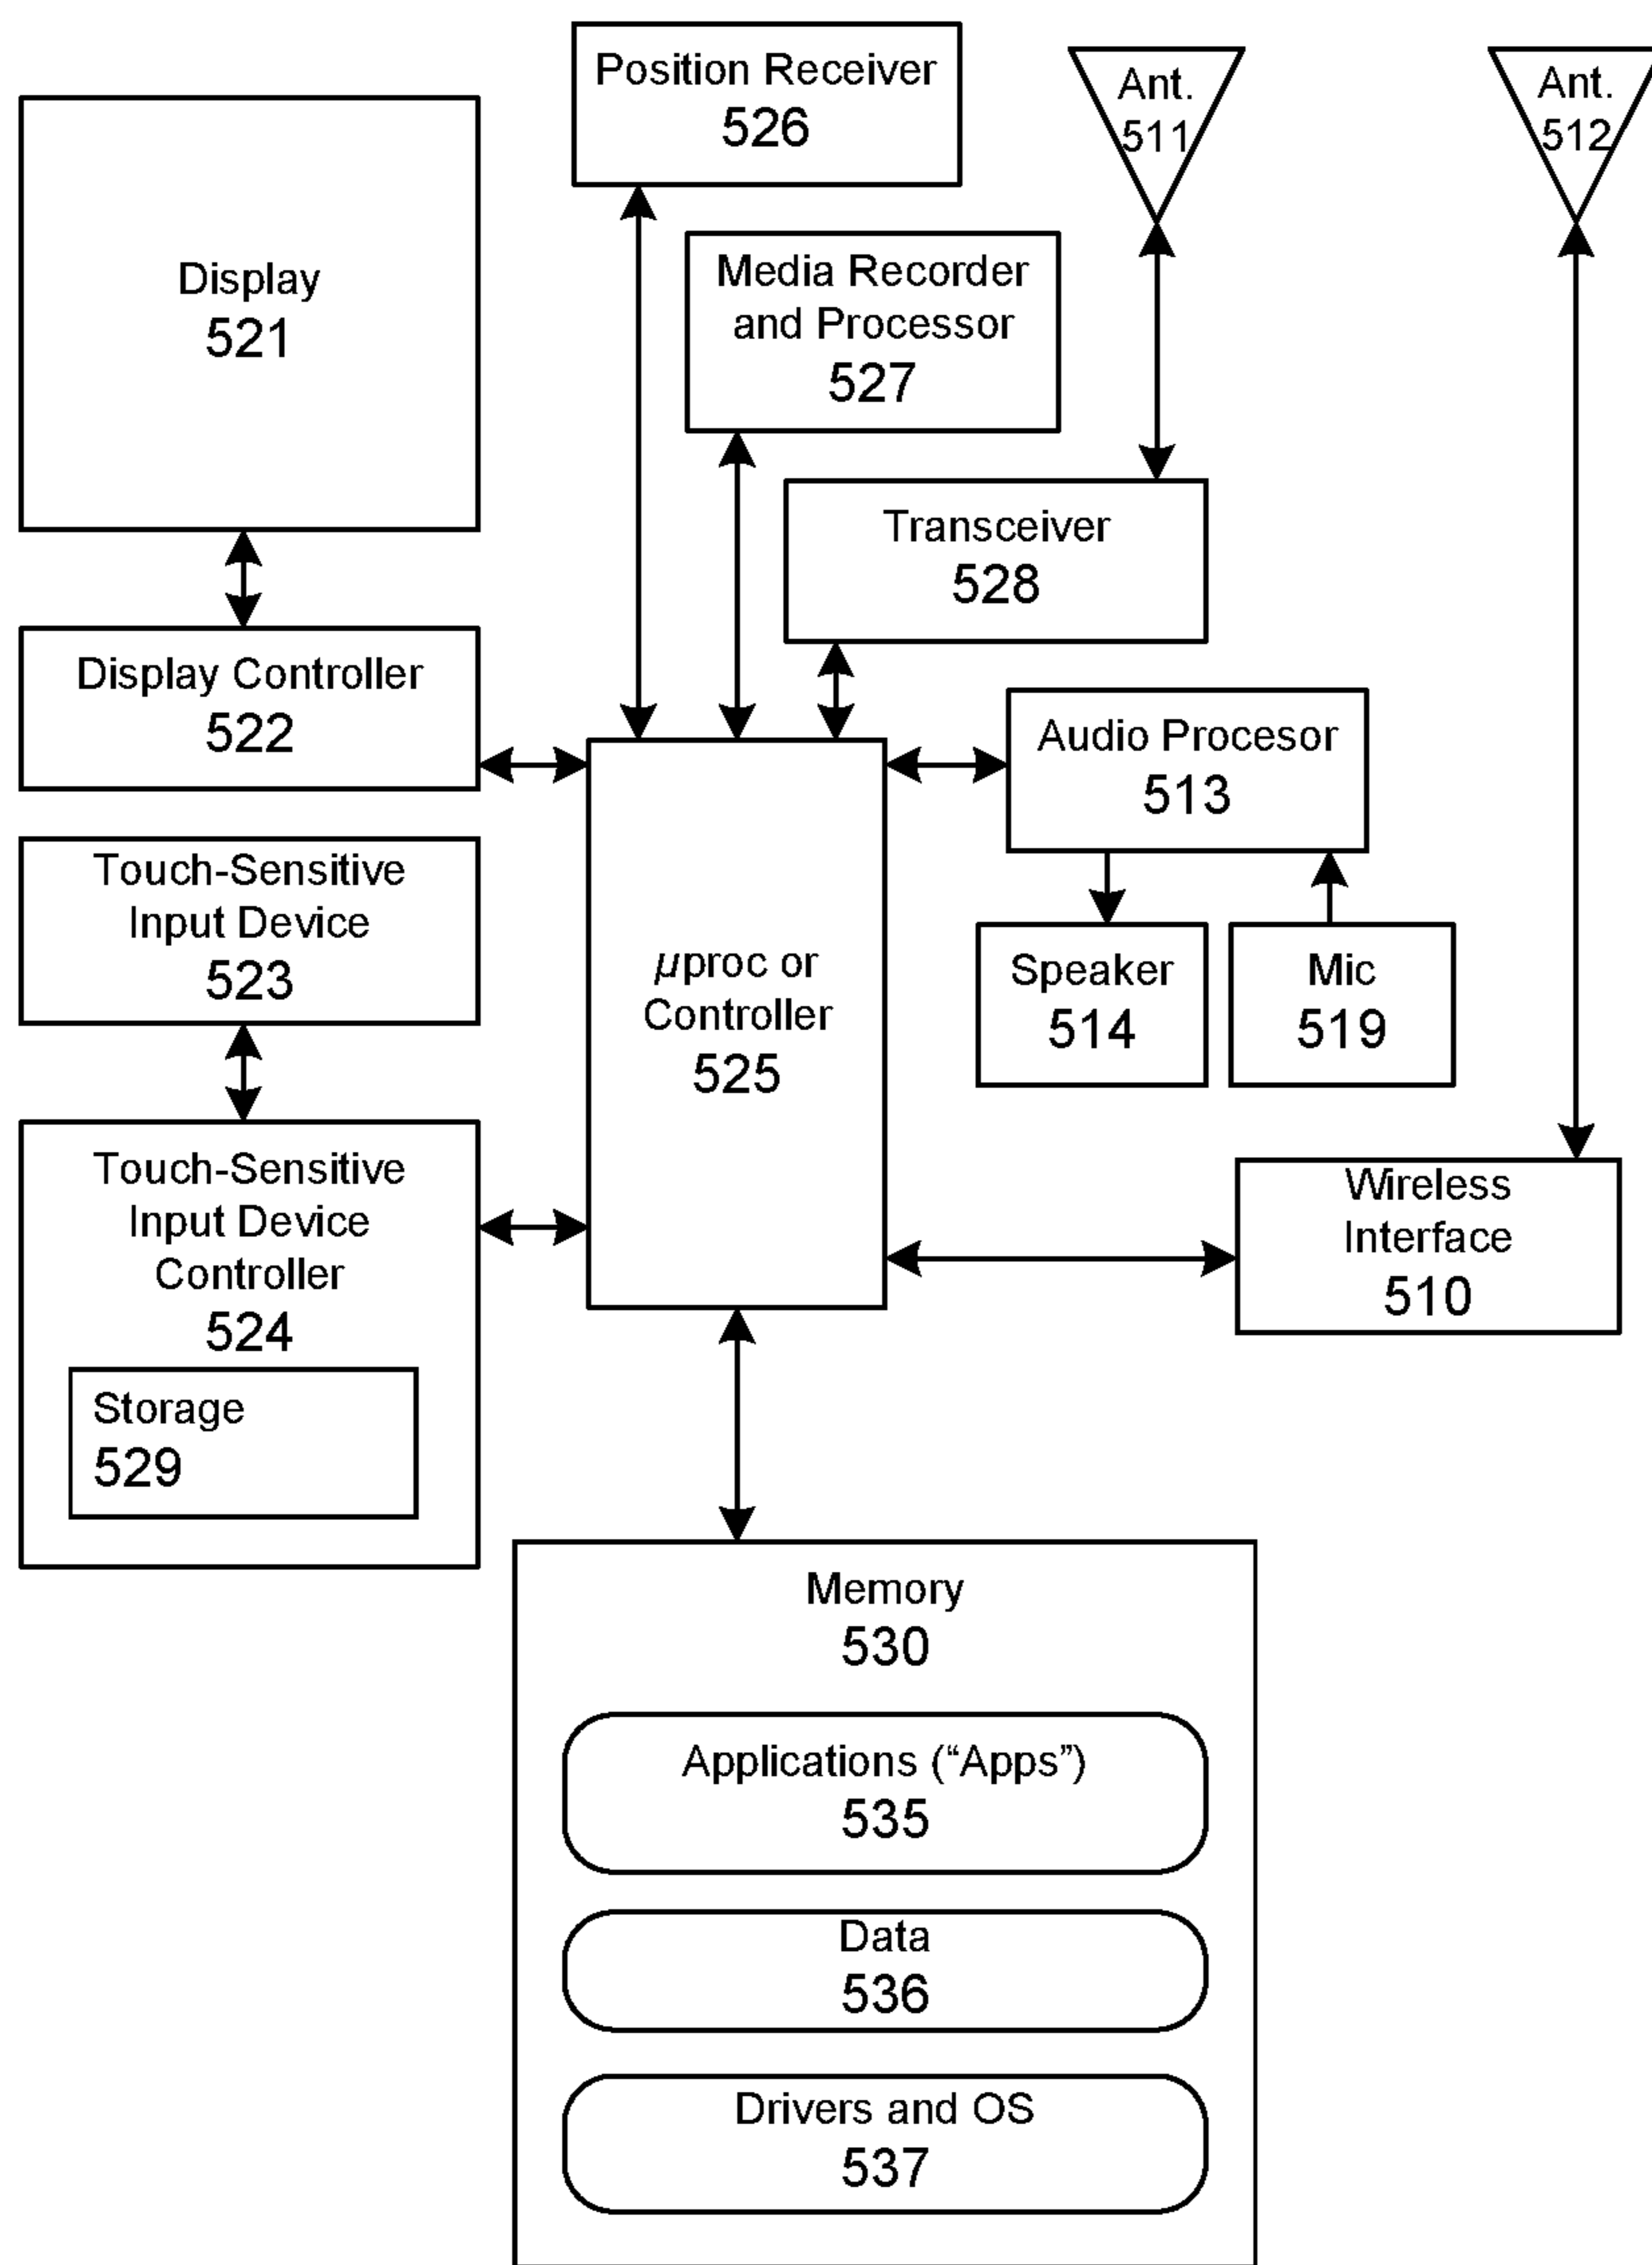 Position Receiver
526
Ant.
511
Ant.
512
Display
521
Media Recorder
and Processor
527
Transceiver
528
Display Controller
522
Audio Procesor
513
Touch-Sensitive
Input Device
523
µproc or
Controller
525
Speaker
514
Mic
519
Touch-Sensitive
Input Device
Controller
524
Wireless
Interface
510
Storage
529
Memory
530
Applications (“Apps”)
535
Data
536
Drivers and OS
537